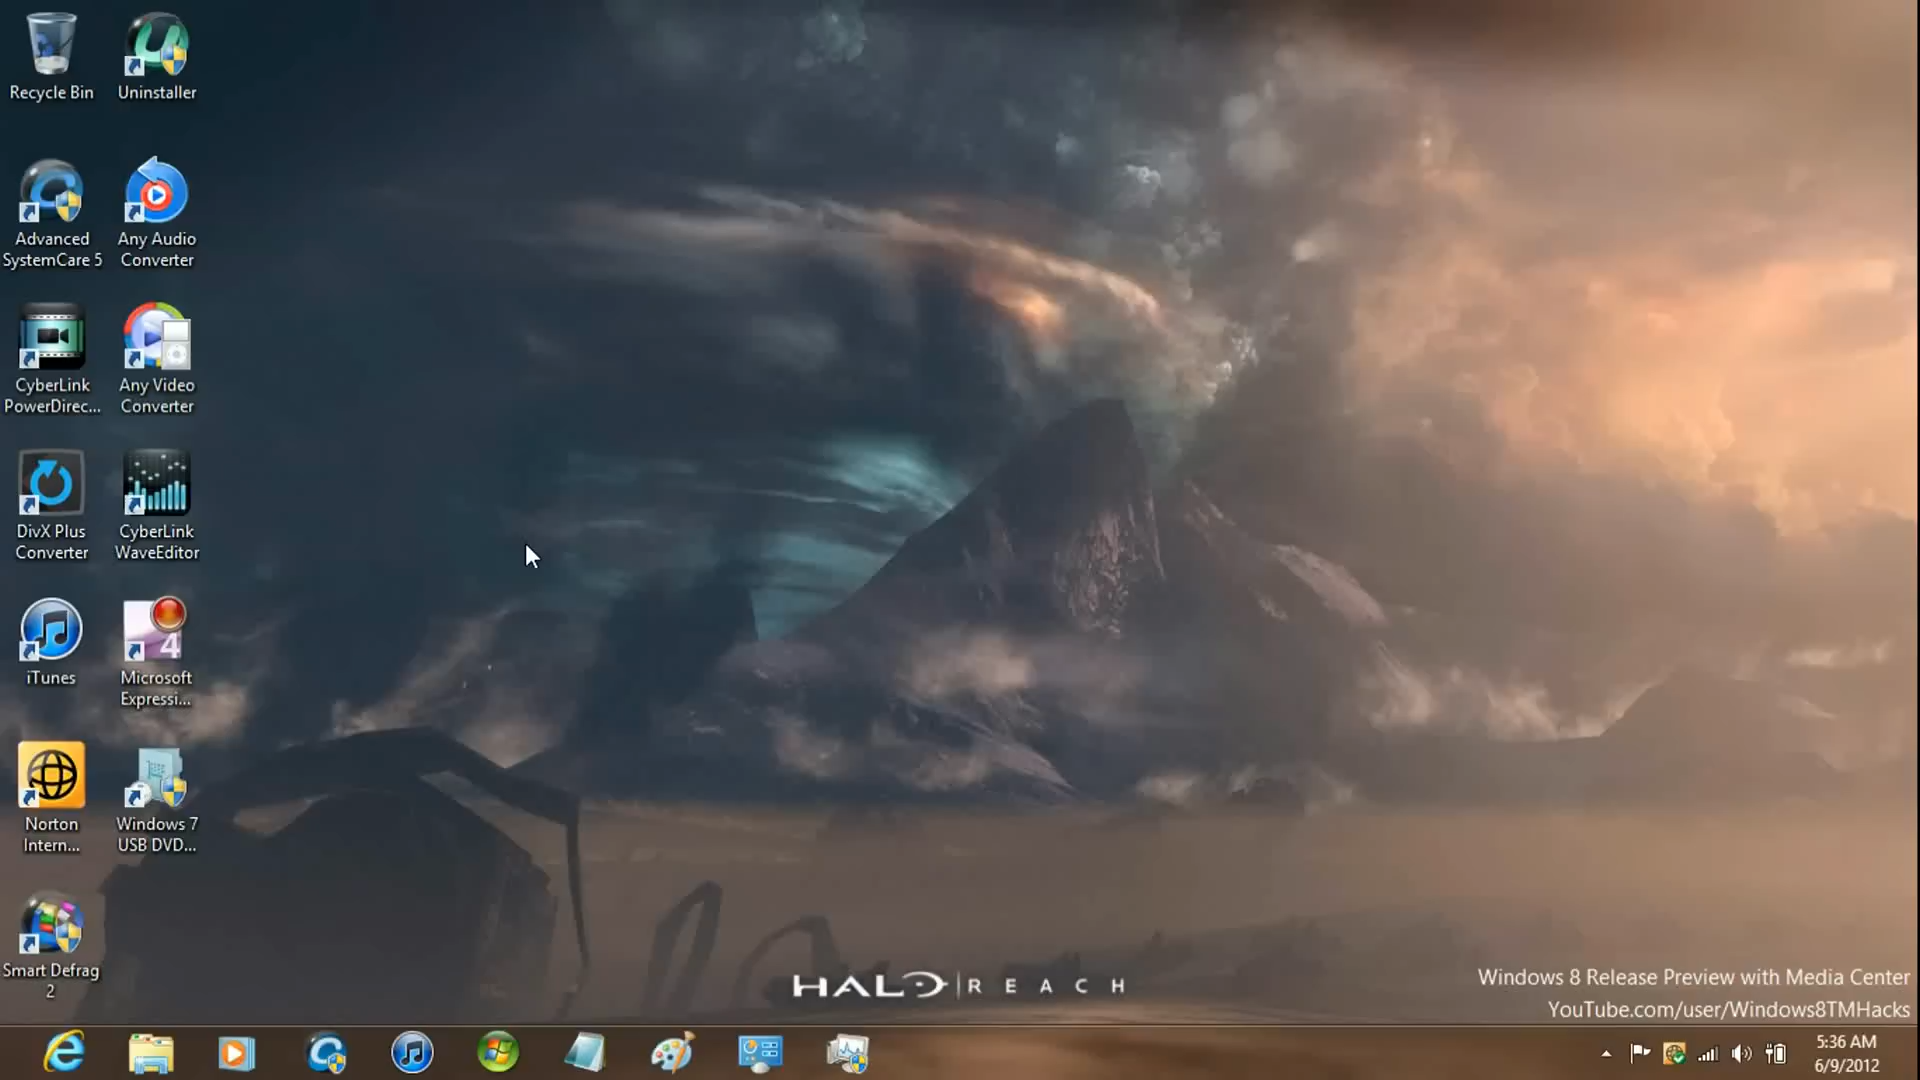 Recycle Bin
Uninstaller
Advanced
SystemCare 5
Any Audio
Converter
CyberLink
PowerDirec...
Any Video
Converter
DivX Plus
Converter
CyberLink
WaveEditor
iTunes
4
Microsoft
Expressi...
Norton
Intern...
Windows 7
USB DVD...
Smart Defrag
2
HALO | REACH
Windows 8 Release Preview with Media Center
YouTube.com/user/Windows8TMHacks
5:36 AM
6/9/2012